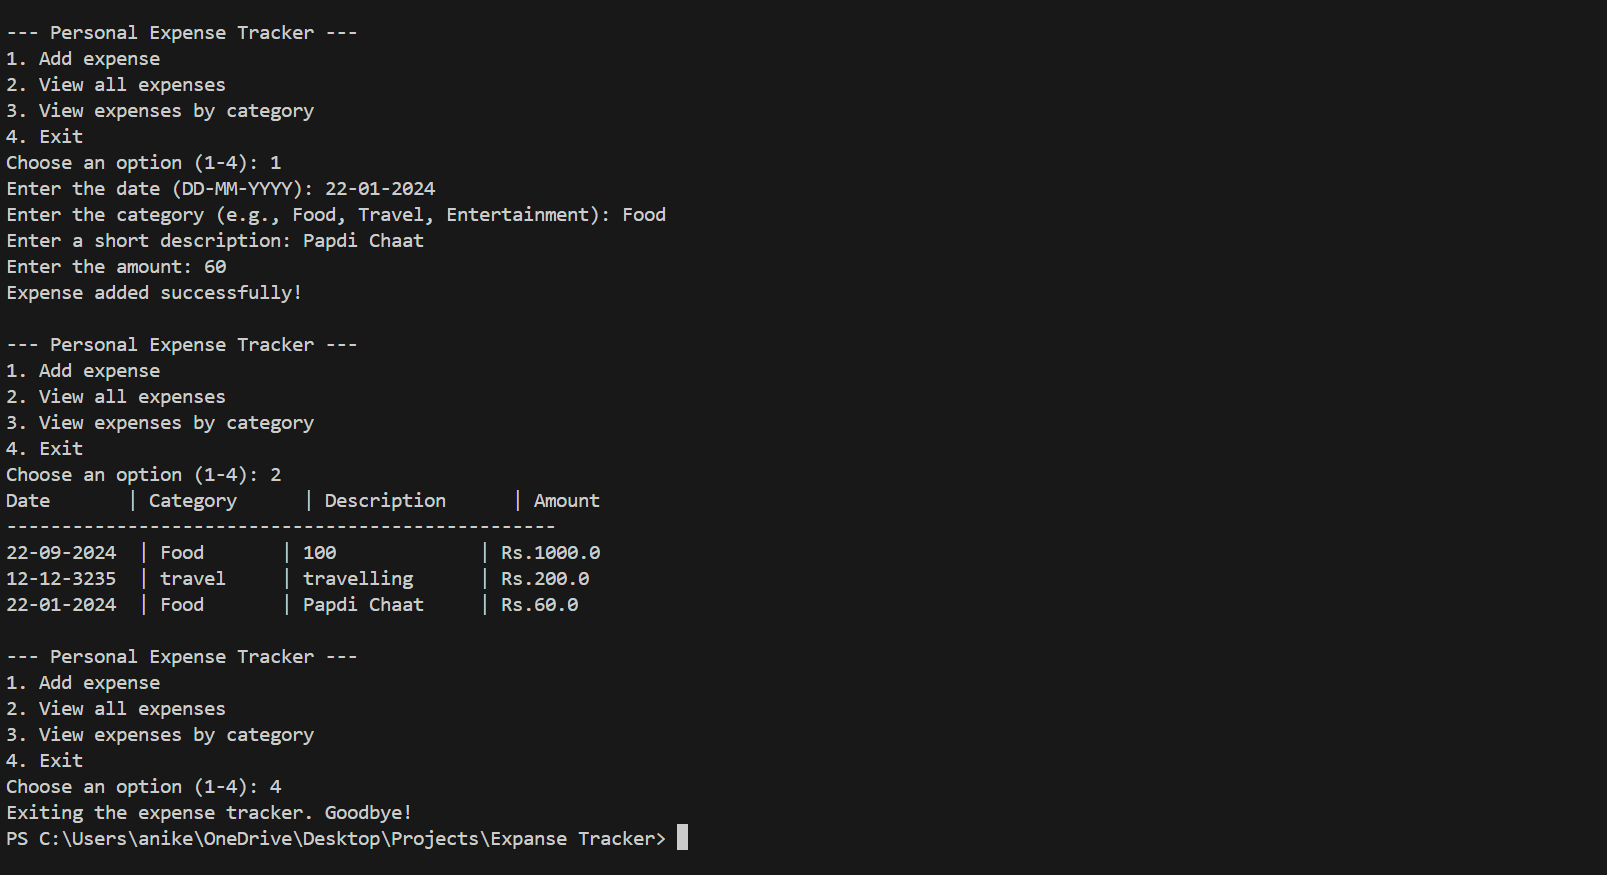 --- Personal Expense Tracker ---
1. Add expense
2. View all expenses
3. View expenses by category
4. Exit
Choose an option (1-4): 1
Enter the date (DD-MM-YYYY): 22-01-2024
Enter the category (e.g., Food, Travel, Entertainment): Food
Enter a short description: Papdi Chaat
Enter the amount: 60
Expense added successfully!

--- Personal Expense Tracker ---
1. Add expense
2. View all expenses
3. View expenses by category
4. Exit
Choose an option (1-4): 2
Date       | Category      | Description      | Amount
--------------------------------------------------
22-09-2024  | Food       | 100             | Rs.1000.0
12-12-3235  | travel     | travelling      | Rs.200.0
22-01-2024  | Food       | Papdi Chaat     | Rs.60.0

--- Personal Expense Tracker ---
1. Add expense
2. View all expenses
3. View expenses by category
4. Exit
Choose an option (1-4): 4
Exiting the expense tracker. Goodbye!
PS C:\Users\anike\OneDrive\Desktop\Projects\Expanse Tracker>